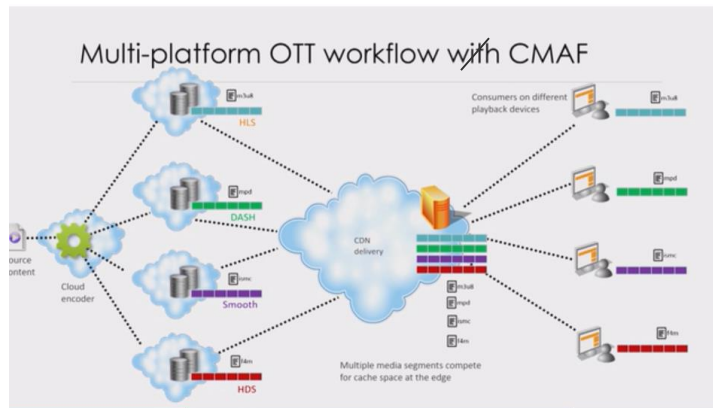 Multi-platform OTT workflow with CMAF
m3u8
HLS
Consumers on different
playback devices
m3u8
mpd
DASH
mpd
CDN
delivery
ource
ontent
Cloud
encoder
ismc
Smooth
ismc
m3u8
mpd
ismc
f4m
f4m
HDS
f4m
Multiple media segments compete
for cache space at the edge